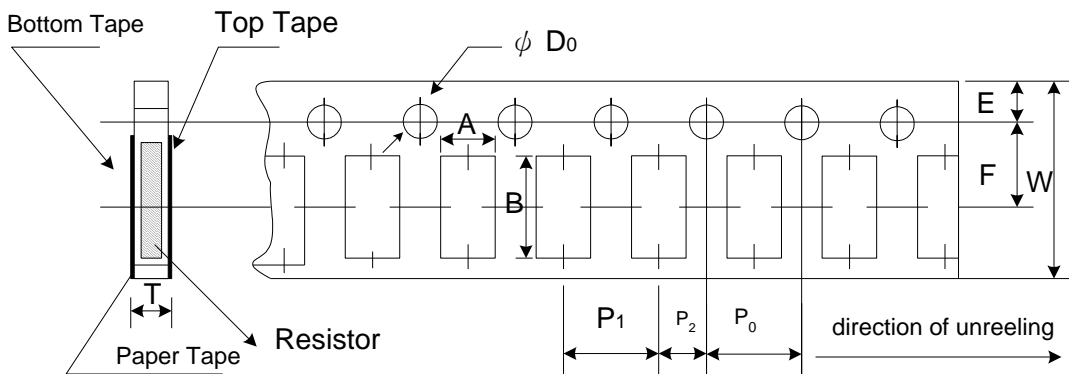 Bottom Tape
Top Tape
ϕ D0
E
A
F
W
B
T
P1
P2
P0
Resistor
direction of unreeling
Paper Tape